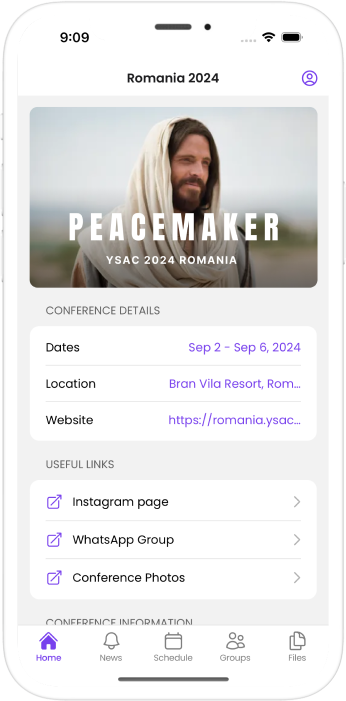 9:09
Romania 2024
PEACEMAKER
YSAC 2024 ROMANIA
CONFERENCE DETAILS
Dates Sep 2 - Sep 6, 2024
Location Bran Vila Resort, Rom...
Website https://romania.ysac...
USEFUL LINKS
Instagram page
WhatsApp Group
Conference Photos
CONFERENCE INFORMATION
Home News Schedule Groups Files